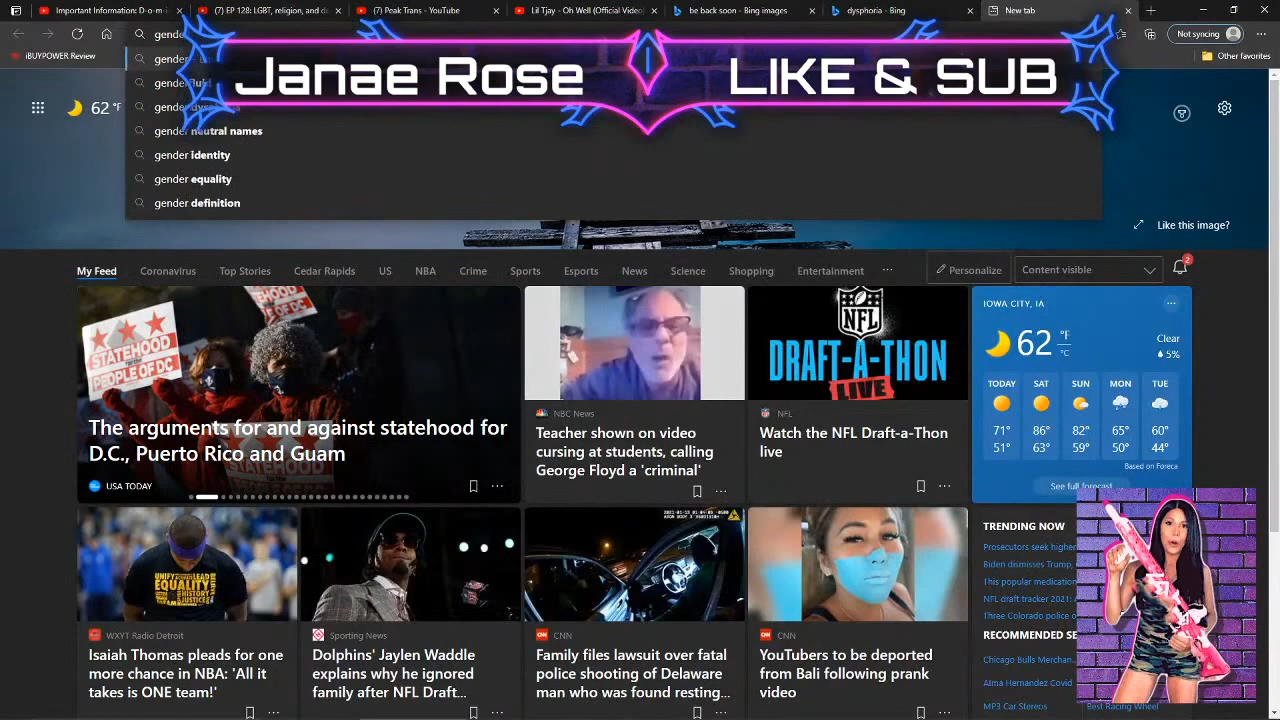 Important Information: D-o-m-i
(7) EP 128: LGBT, religion, and d
(7) Peak Trans - YouTube
Lil Tjay - Oh Well (Official Video)
be back soon - Bing images
dysphoria - Bing
New tab
gende
Not syncing
iBUYPOWER Review
Other favorites
Janae Rose
LIKE & SUB
gender
gender fluid
62 °F
gender
gender neutral names
gender identity
gender equality
gender definition
Like this image?
My Feed
Coronavirus
Top Stories
Cedar Rapids
US
NBA
Crime
Sports
Esports
News
Science
Shopping
Entertainment
...
Personalize
Content visible
2
STATEHOOD
for the
PEOPLE OF DC
The arguments for and against statehood for
D.C., Puerto Rico and Guam
USA TODAY
NBC News
Teacher shown on video
cursing at students, calling
George Floyd a 'criminal'
NFL
DRAFT-A-THON
LIVE
NFL
Watch the NFL Draft-a-Thon
live
IOWA CITY, IA
62 °F
°C
Clear
5%
TODAY SAT SUN MON TUE
71° 86° 82° 65° 60°
51° 63° 59° 50° 44°
Based on Foreca
See full forecast
EQUALITY
WXYT Radio Detroit
Isaiah Thomas pleads for one
more chance in NBA: 'All it
takes is ONE team!'
Sporting News
Dolphins' Jaylen Waddle
explains why he ignored
family after NFL Draft...
CNN
Family files lawsuit over fatal
police shooting of Delaware
man who was found resting...
CNN
YouTubers to be deported
from Bali following prank
video
TRENDING NOW
Prosecutors seek higher
Biden dismisses Trump,
This popular medication
NFL draft tracker 2021:
Three Colorado police o
RECOMMENDED SE
Chicago Bulls Merchan..
Alma Hernandez Covid
MP3 Car Stereos
Best Racing Wheel